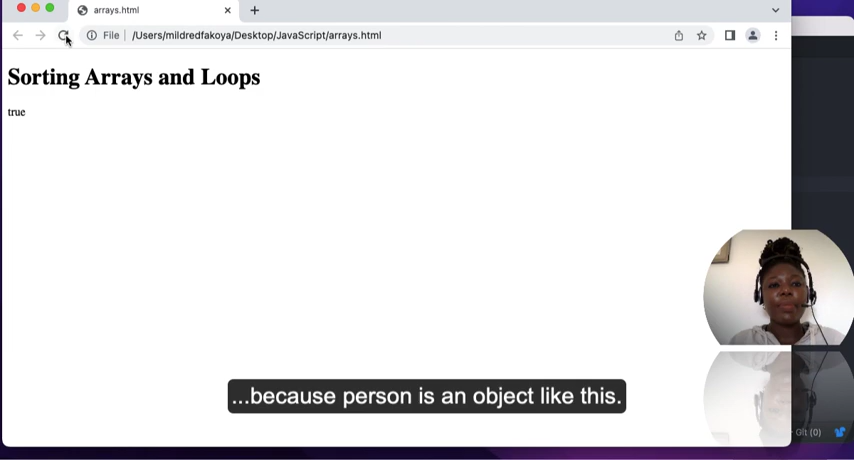 arrays.html
File | /Users/mildredfakoya/Desktop/JavaScript/arrays.html
Sorting Arrays and Loops
true
...because person is an object like this.
Git (0)